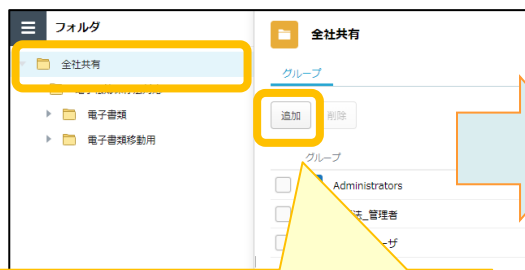 フォルダ
全社共有
電子書類
電子書類移動用
全社共有
グループ
追加
削除
グループ
Administrators
法_管理者
ーザ